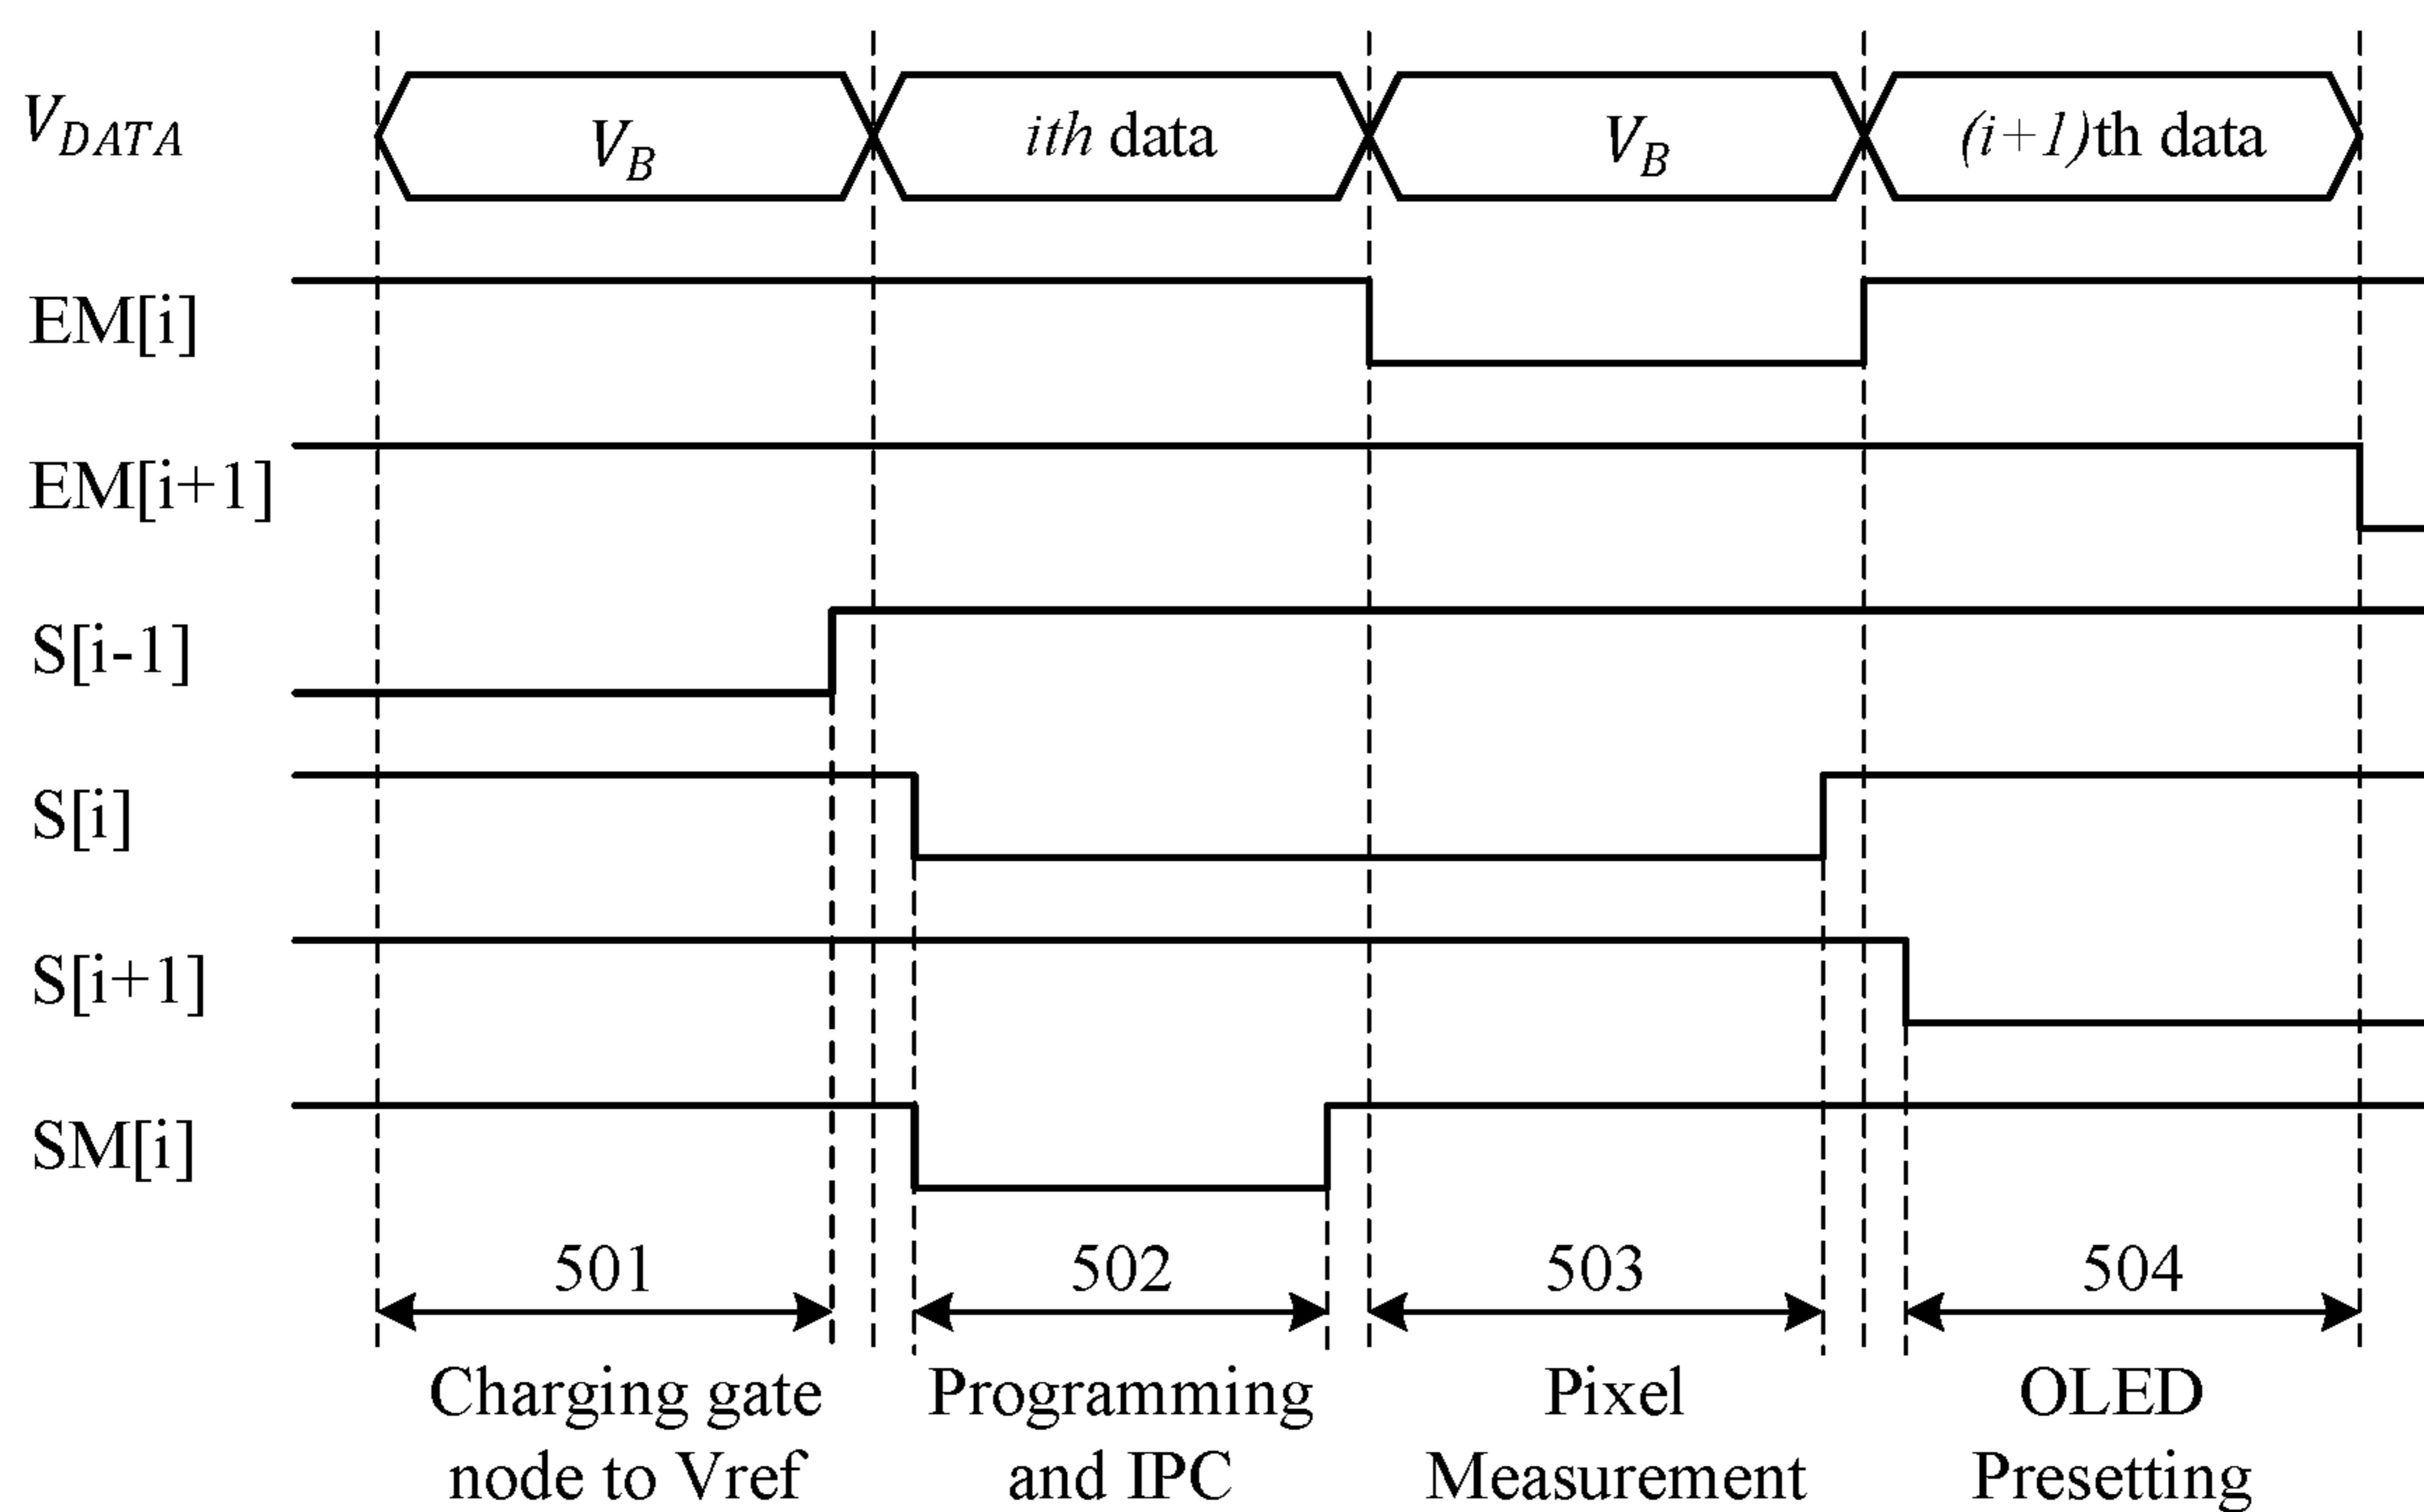 V_DATA V_B ith data V_B (i+1)th data
EM[i]
EM[i+1]
S[i-1]
S[i]
S[i+1]
SM[i]
501 502 503 504
Charging gate Programming Pixel OLED
node to Vref and IPC Measurement Presetting